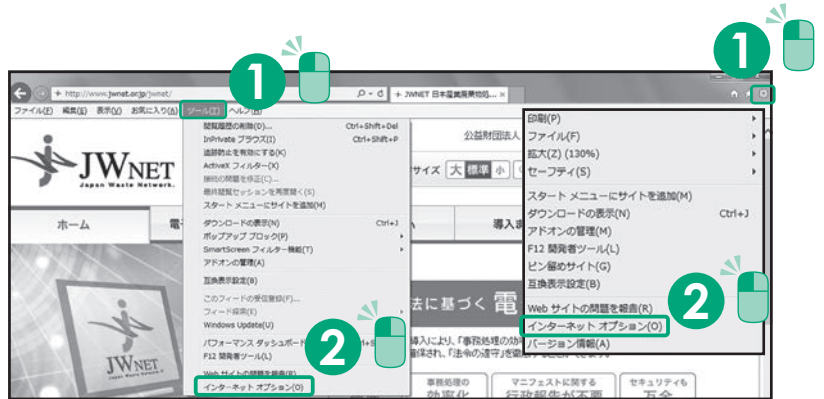 1
1
http://www.jwnet.or.jp/jwnet/
JWNET 日本産業廃棄物処...
ファイル(F) 編集(E) 表示(V) お気に入り(A) ツール(T) ヘルプ(H)
閲覧履歴の削除(D)... Ctrl+Shift+Del
InPrivate ブラウズ(I) Ctrl+Shift+P
追跡防止を有効にする(K)
ActiveX フィルター(X)
接続の問題を修正(C)...
最終閲覧セッションを再度開く(S)
スタート メニューにサイトを追加(M)
ダウンロードの表示(N) Ctrl+J
ポップアップ ブロック(P)
SmartScreen フィルター機能(T)
アドオンの管理(A)
互換表示設定(B)
このフィードの受信登録(F)...
フィード探索(E)
Windows Update(U)
パフォーマンス ダッシュボード Ctrl+S
F12 開発者ツール(L)
Web サイトの問題を報告(R)
インターネット オプション(O)
2
印刷(P)
ファイル(F)
拡大(Z) (130%)
セーフティ(S)
スタート メニューにサイトを追加(M)
ダウンロードの表示(N) Ctrl+J
アドオンの管理(M)
F12 開発者ツール(L)
ピン留めサイト(G)
互換表示設定(B)
Web サイトの問題を報告(R)
インターネット オプション(O)
バージョン情報(A)
2
JWNET
Japan Waste Network.
公益財団法人
サイズ 大 標準 小
ホーム
電
導入ま
法に基づく 電
導入により、「事務処理の効
確保され、「法令の遵守」を
JWNET
事務処理の
効率化
マニフェストに関する
行政報告が不要
セキュリティも
万全